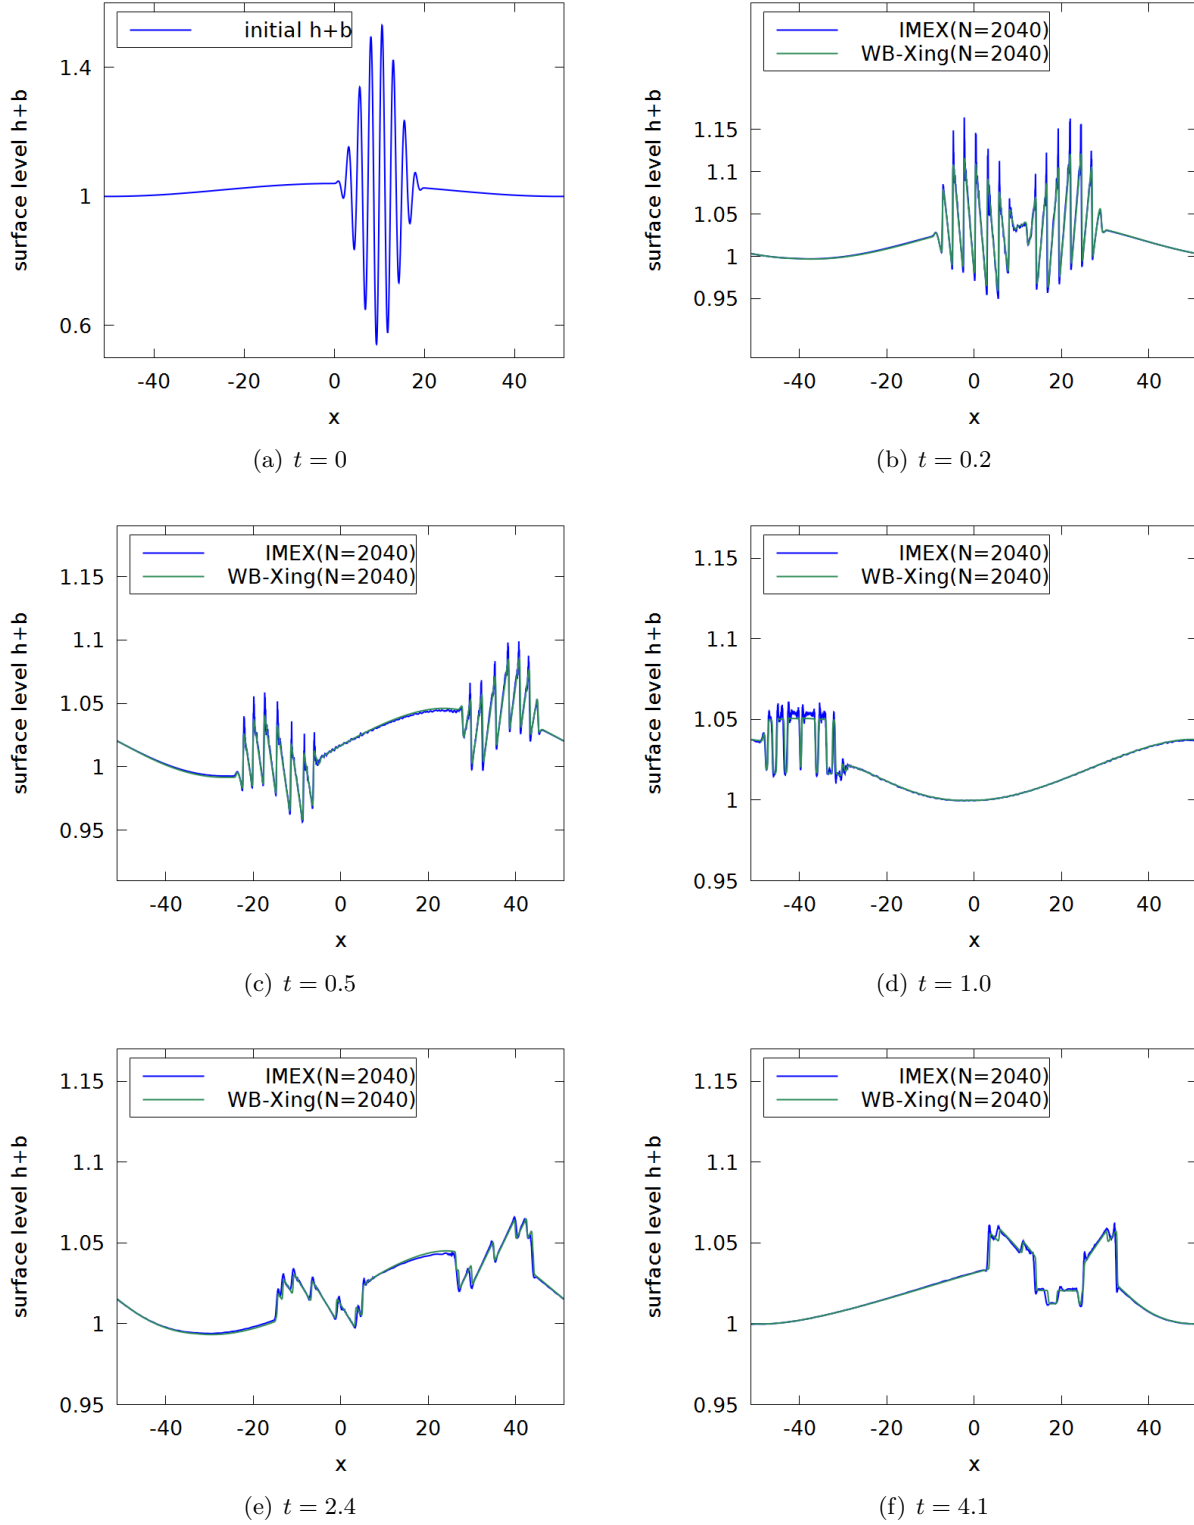 initial h+b
surface level h+b
1.4
1
0.6
-40 -20 0 20 40
x
(a) t = 0
IMEX(N=2040)
WB-Xing(N=2040)
surface level h+b
1.15
1.1
1.05
1
0.95
-40 -20 0 20 40
x
(b) t = 0.2
IMEX(N=2040)
WB-Xing(N=2040)
surface level h+b
1.15
1.1
1.05
1
0.95
-40 -20 0 20 40
x
(c) t = 0.5
IMEX(N=2040)
WB-Xing(N=2040)
surface level h+b
1.15
1.1
1.05
1
0.95
-40 -20 0 20 40
x
(d) t = 1.0
IMEX(N=2040)
WB-Xing(N=2040)
surface level h+b
1.15
1.1
1.05
1
0.95
-40 -20 0 20 40
x
(e) t = 2.4
IMEX(N=2040)
WB-Xing(N=2040)
surface level h+b
1.15
1.1
1.05
1
0.95
-40 -20 0 20 40
x
(f) t = 4.1